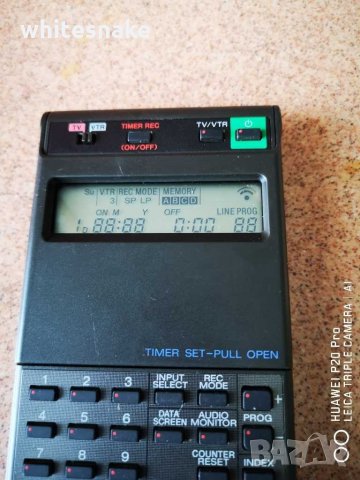 whitesnake
TV VTR
TIMER REC
(ON/OFF)
TV/VTR
Su VTR REC MODE MEMORY
3 SP LP A B C D
ON M Y OFF LINE PROG
1D 88:88 0:00 88
TIMER SET-PULL OPEN
1 2 3 INPUT SELECT REC MODE +
4 5 6 DATA SCREEN AUDIO MONITOR PROG -
7 8 9 COUNTER RESET INDEX
HUAWEI P20 Pro
LEICA TRIPLE CAMERA | AI
bazar